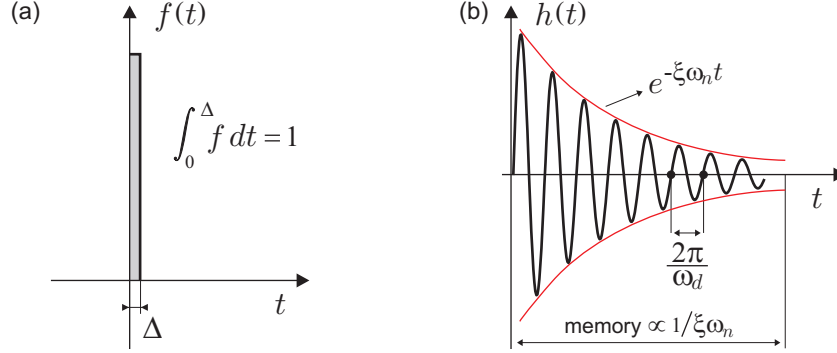 (a)
f(t)
∫₀^Δ f dt = 1
t
Δ
(b)
h(t)
e^{-ξω_n t}
t
2π/ω_d
memory ∝ 1/ξω_n